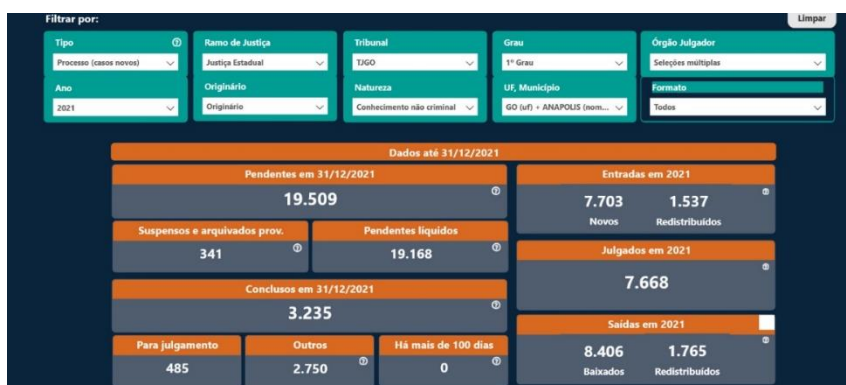 Filtrar por:
Limpar
Tipo
Processo (casos novos)
Ramo de Justiça
Justiça Estadual
Tribunal
TJGO
Grau
1º Grau
Órgão Julgador
Seleções múltiplas
Ano
2021
Originário
Originário
Natureza
Conhecimento não criminal
UF, Município
GO (uf) + ANAPOLIS (nom...
Formato
Todos
Dados até 31/12/2021
Pendentes em 31/12/2021
19.509
Suspensos e arquivados prov.
341
Pendentes líquidos
19.168
Conclusos em 31/12/2021
3.235
Para julgamento
485
Outros
2.750
Há mais de 100 dias
0
Entradas em 2021
7.703 1.537
Novos Redistribuídos
Julgados em 2021
7.668
Saídas em 2021
8.406 1.765
Baixados Redistribuídos